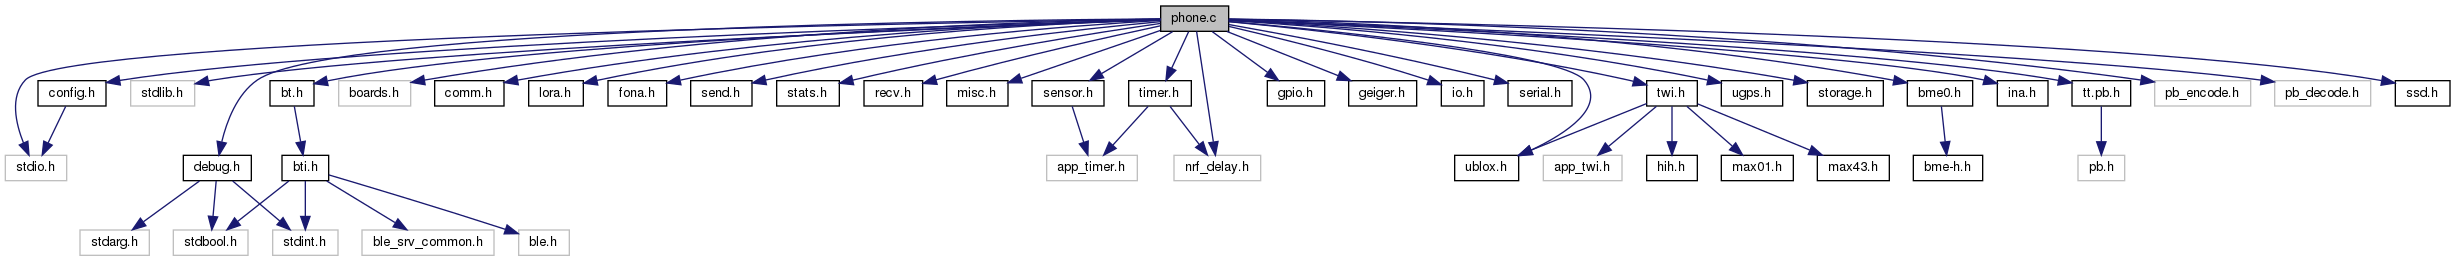 phone.c
config.h
stdlib.h
bt.h
boards.h
comm.h
lora.h
fona.h
send.h
stats.h
recv.h
misc.h
sensor.h
timer.h
gpio.h
geiger.h
io.h
serial.h
twi.h
ugps.h
storage.h
bme0.h
ina.h
tt.pb.h
pb_encode.h
pb_decode.h
ssd.h
stdio.h
debug.h
bti.h
app_timer.h
nrf_delay.h
ublox.h
app_twi.h
hih.h
max01.h
max43.h
bme-h.h
pb.h
stdarg.h
stdbool.h
stdint.h
ble_srv_common.h
ble.h